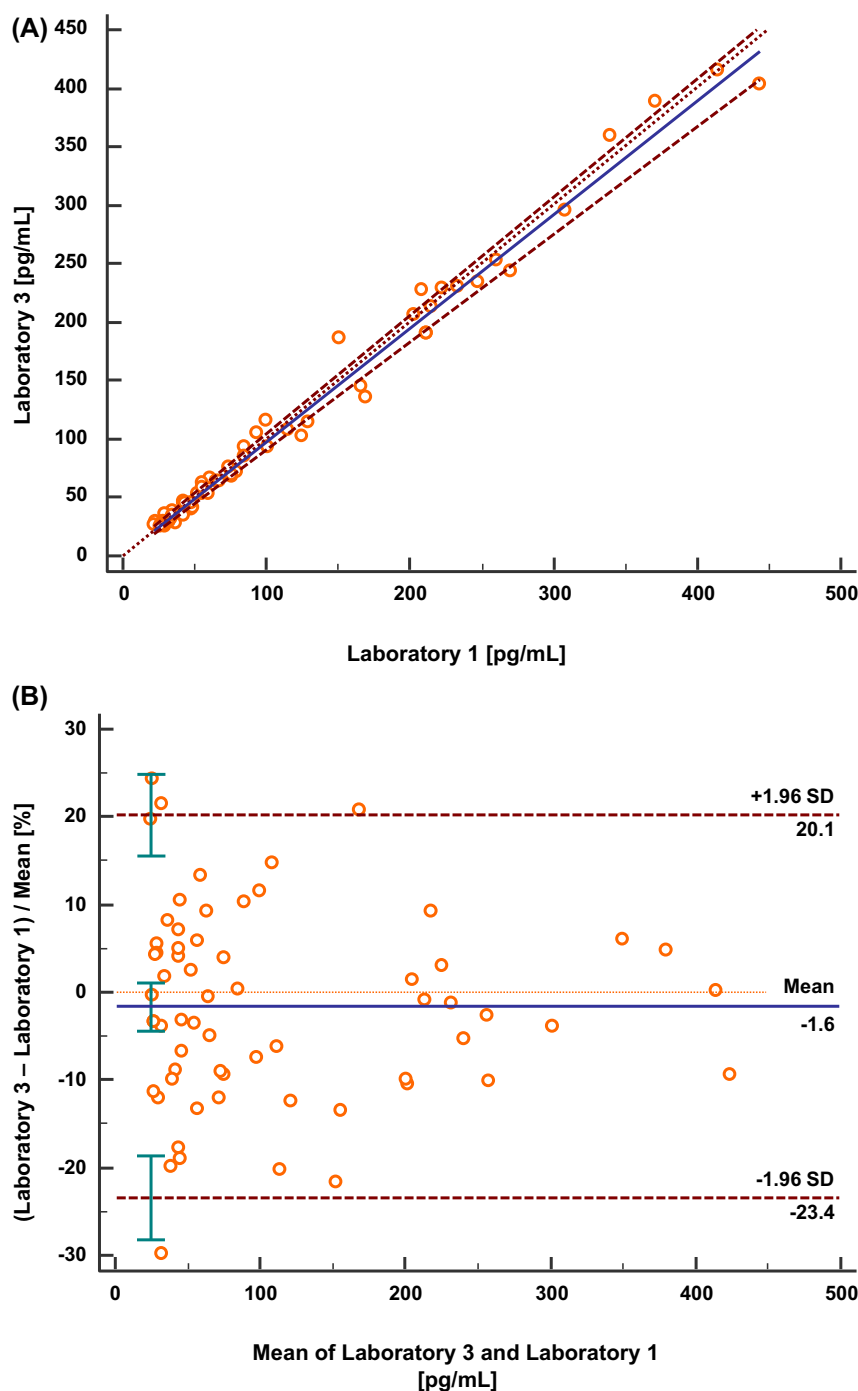 (A)
450
400
350
300
250
200
150
100
50
0
Laboratory 3 [pg/mL]
0 100 200 300 400 500
Laboratory 1 [pg/mL]
(B)
30
20
10
0
-10
-20
-30
(Laboratory 3 – Laboratory 1) / Mean [%]
+1.96 SD
20.1
Mean
-1.6
-1.96 SD
-23.4
0 100 200 300 400 500
Mean of Laboratory 3 and Laboratory 1
[pg/mL]